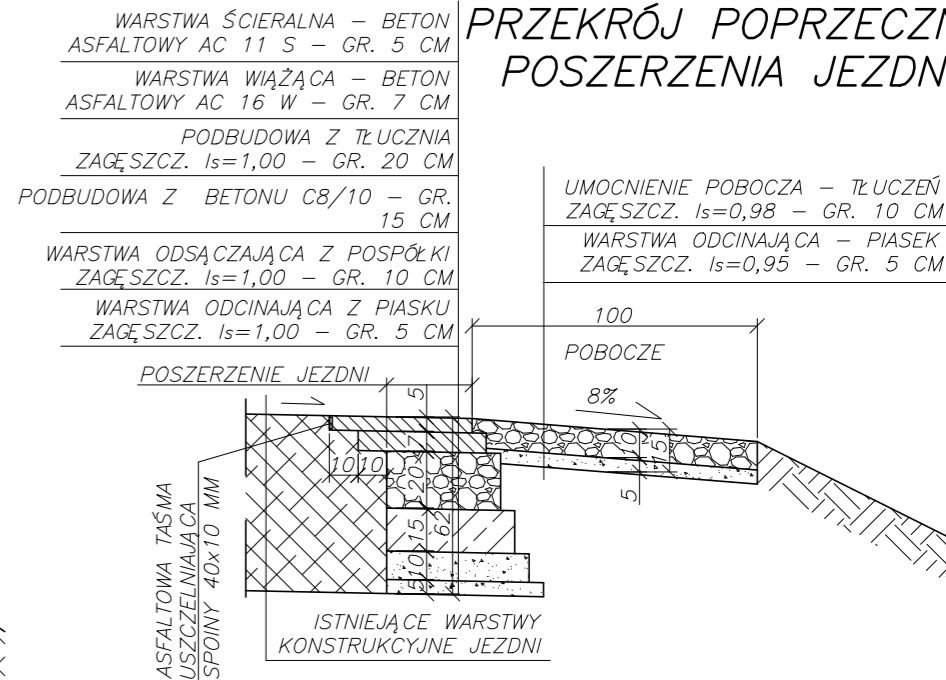 PRZEKRÓJ POPRZECZN
POSZERZENIA JEZDN
WARSTWA ŚCIERALNA – BETON
ASFALTOWY AC 11 S – GR. 5 CM
WARSTWA WIĄŻĄCA – BETON
ASFALTOWY AC 16 W – GR. 7 CM
PODBUDOWA Z TŁUCZNIA
ZAGĘSZCZ. Is=1,00 – GR. 20 CM
PODBUDOWA Z BETONU C8/10 – GR.
15 CM
WARSTWA ODSĄCZAJĄCA Z POSPÓŁKI
ZAGĘSZCZ. Is=1,00 – GR. 10 CM
WARSTWA ODCINAJĄCA Z PIASKU
ZAGĘSZCZ. Is=1,00 – GR. 5 CM
UMOCNIENIE POBOCZA – TŁUCZEŃ
ZAGĘSZCZ. Is=0,98 – GR. 10 CM
WARSTWA ODCINAJĄCA – PIASEK
ZAGĘSZCZ. Is=0,95 – GR. 5 CM
100
POBOCZE
8%
POSZERZENIE JEZDNI
5
7
20
15
10
5
62
10 10
10
15
5
ASFALTOWA TAŚMA
USZCZELNIAJĄCA
SPOINY 40x10 MM
ISTNIEJĄCE WARSTWY
KONSTRUKCYJNE JEZDNI